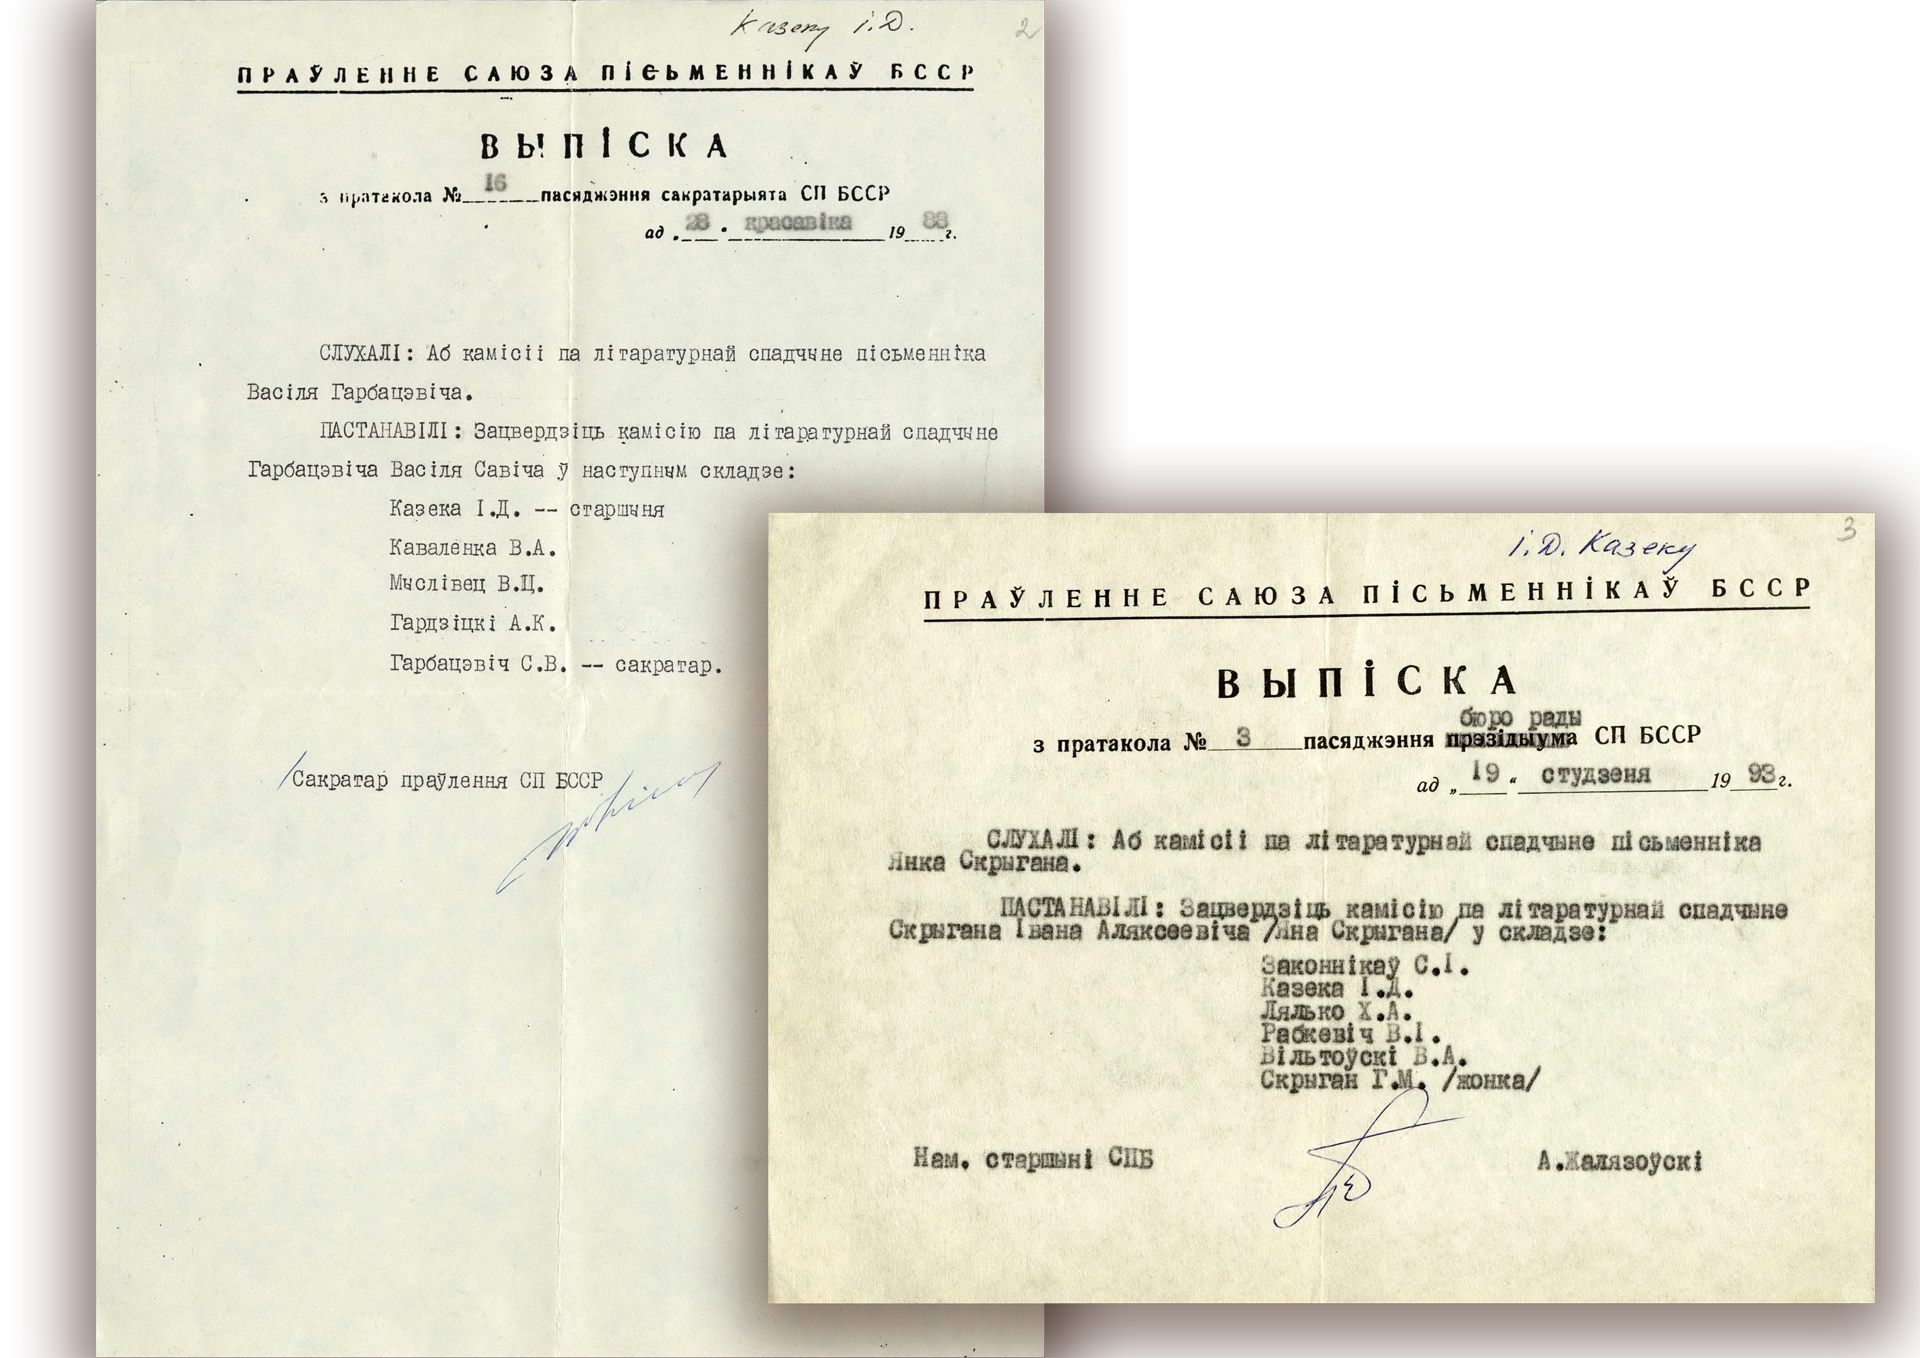 Казеку І.Д.
2
ПРАЎЛЕННЕ САЮЗА ПІСЬМЕННІКАЎ БССР
ВЫПІСКА
з пратакола № 16 пасяджэння сакратарыята СП БССР
ад „28 " красавіка 1988 г.
СЛУХАЛІ: Аб камісіі па літаратурнай спадчыне пісьменніка
Васіля Гарбацэвіча.
ПАСТАНАВІЛІ: Зацвердзіць камісію па літаратурнай спадчыне
Гарбацэвіча Васіля Савіча ў наступным складзе:
Казека І.Д. -- старшыня
Каваленка В.А.
Мыслівец В.Ц.
Гардзіцкі А.К.
Гарбацэвіч С.В. -- сакратар.
/Сакратар праўлення СП БССР
3
І.Д. Казеку
ПРАЎЛЕННЕ САЮЗА ПІСЬМЕННІКАЎ БССР
ВЫПІСКА
бюро рады
з пратакола № 3 пасяджэння прэзідыума СП БССР
ад „19 " студзеня 1993 г.
СЛУХАЛІ: Аб камісіі па літаратурнай спадчыне пісьменніка
Янка Скрыгана.
ПАСТАНАВІЛІ: Зацвердзіць камісію па літаратурнай спадчыне
Скрыгана Івана Аляксеевіча /Яна Скрыгана/ у складзе:
Законнікаў С.І.
Казека І.Д.
Лялько Х.А.
Рабкевіч В.І.
Вільтоўскі В.А.
Скрыган Г.М. /жонка/
Нам. старшыні СПБ А.Жалязоўскі